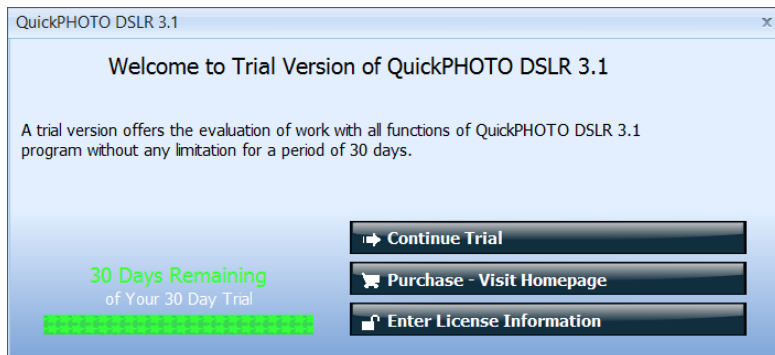 QuickPHOTO DSLR 3.1
x
Welcome to Trial Version of QuickPHOTO DSLR 3.1
A trial version offers the evaluation of work with all functions of QuickPHOTO DSLR 3.1
program without any limitation for a period of 30 days.
30 Days Remaining
of Your 30 Day Trial
Continue Trial
Purchase - Visit Homepage
Enter License Information